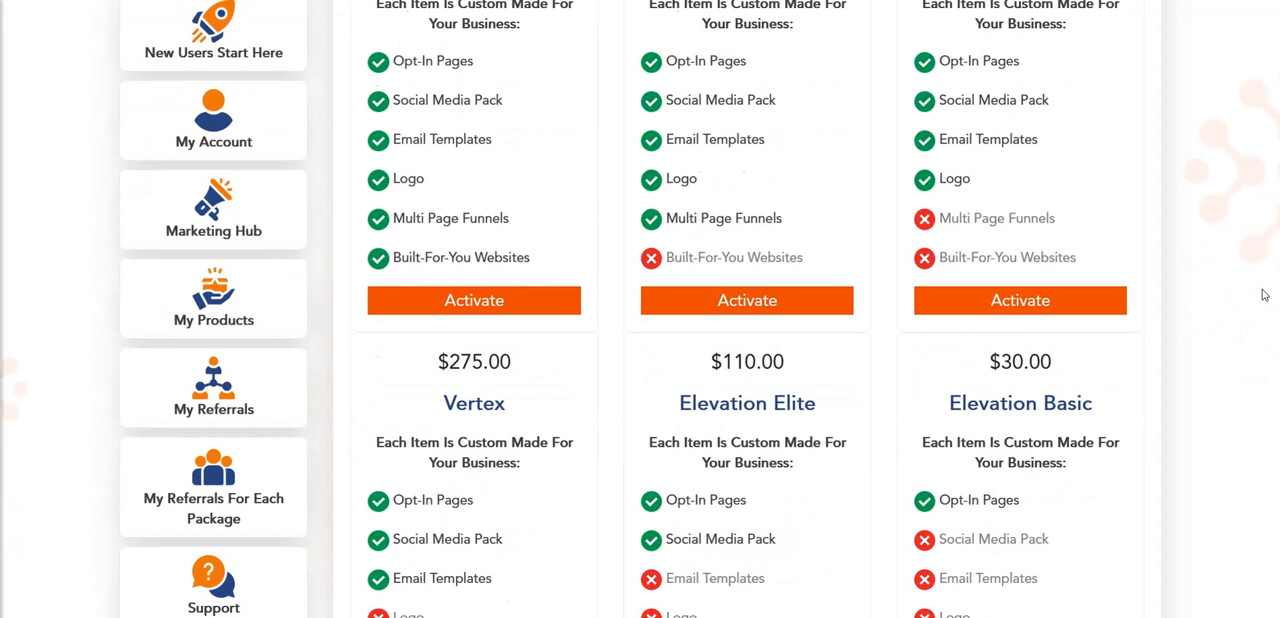 New Users Start Here
My Account
Marketing Hub
My Products
My Referrals
My Referrals For Each
Package
Support
Each Item Is Custom Made For
Your Business:
Opt-In Pages
Social Media Pack
Email Templates
Logo
Multi Page Funnels
Built-For-You Websites
Activate
Each Item Is Custom Made For
Your Business:
Opt-In Pages
Social Media Pack
Email Templates
Logo
Multi Page Funnels
Built-For-You Websites
Activate
Each Item Is Custom Made For
Your Business:
Opt-In Pages
Social Media Pack
Email Templates
Logo
Multi Page Funnels
Built-For-You Websites
Activate
$275.00
Vertex
Each Item Is Custom Made For
Your Business:
Opt-In Pages
Social Media Pack
Email Templates
Logo
$110.00
Elevation Elite
Each Item Is Custom Made For
Your Business:
Opt-In Pages
Social Media Pack
Email Templates
Logo
$30.00
Elevation Basic
Each Item Is Custom Made For
Your Business:
Opt-In Pages
Social Media Pack
Email Templates
Logo